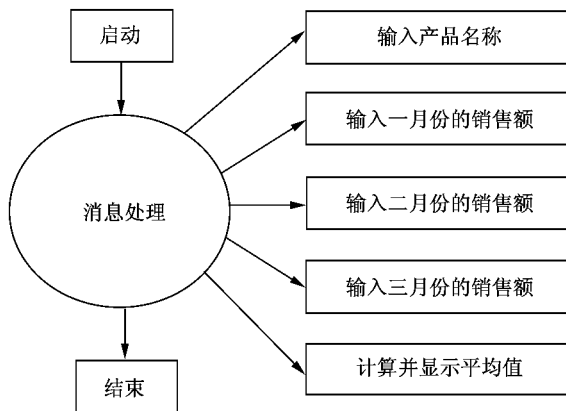 启动
消息处理
结束
输入产品名称
输入一月份的销售额
输入二月份的销售额
输入三月份的销售额
计算并显示平均值